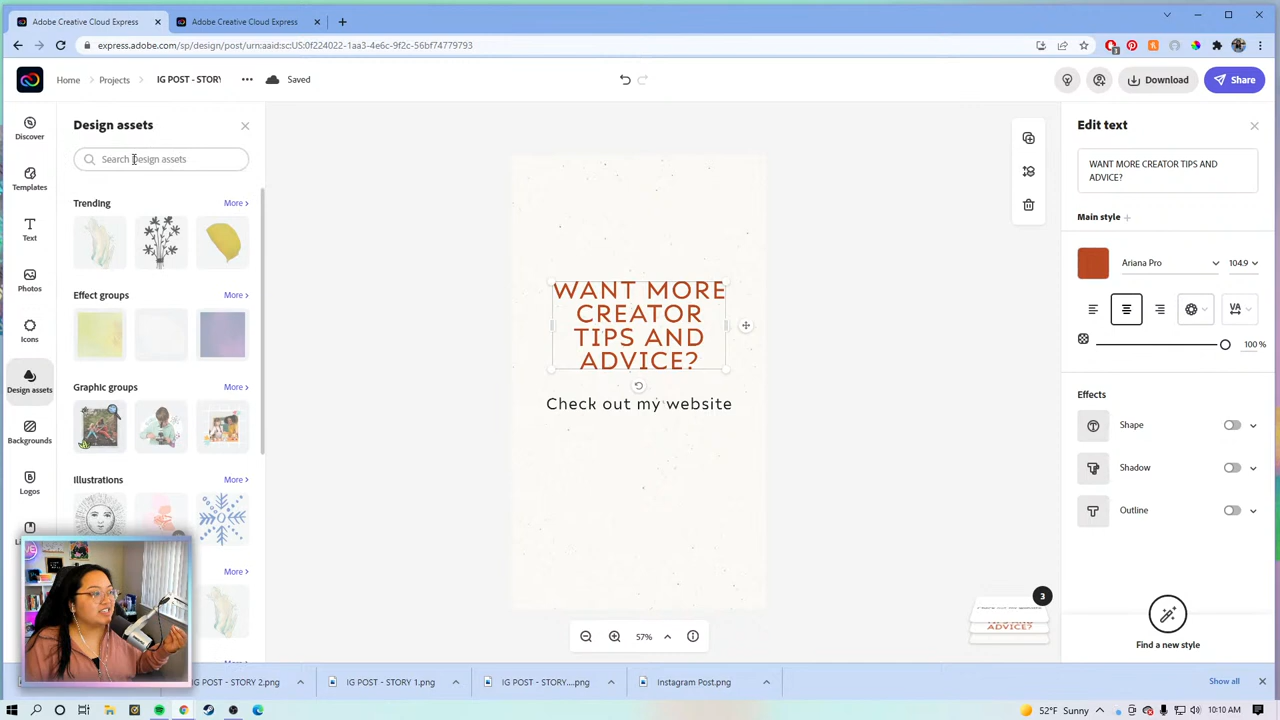 Adobe Creative Cloud Express
Adobe Creative Cloud Express
express.adobe.com/sp/design/post/urn:aaid:sc:US:0f224022-1aa3-4e6c-9f2c-56bf74779793
Home
Projects
IG POST - STORY
Saved
Download
Share
Discover
Templates
Text
Photos
Icons
Design assets
Backgrounds
Logos
Design assets
Search Design assets
Trending
More
Effect groups
More
Graphic groups
More
Illustrations
More
More
WANT MORE
CREATOR
TIPS AND
ADVICE?
Check out my website
57%
3
TIPS AND
ADVICE?
Edit text
WANT MORE CREATOR TIPS AND
ADVICE?
Main style
Ariana Pro
104.9
VA
100 %
Effects
Shape
Shadow
Outline
Find a new style
IG POST - STORY 2.png
IG POST - STORY 1.png
IG POST - STORY....png
Instagram Post.png
Show all
52°F Sunny
10:10 AM